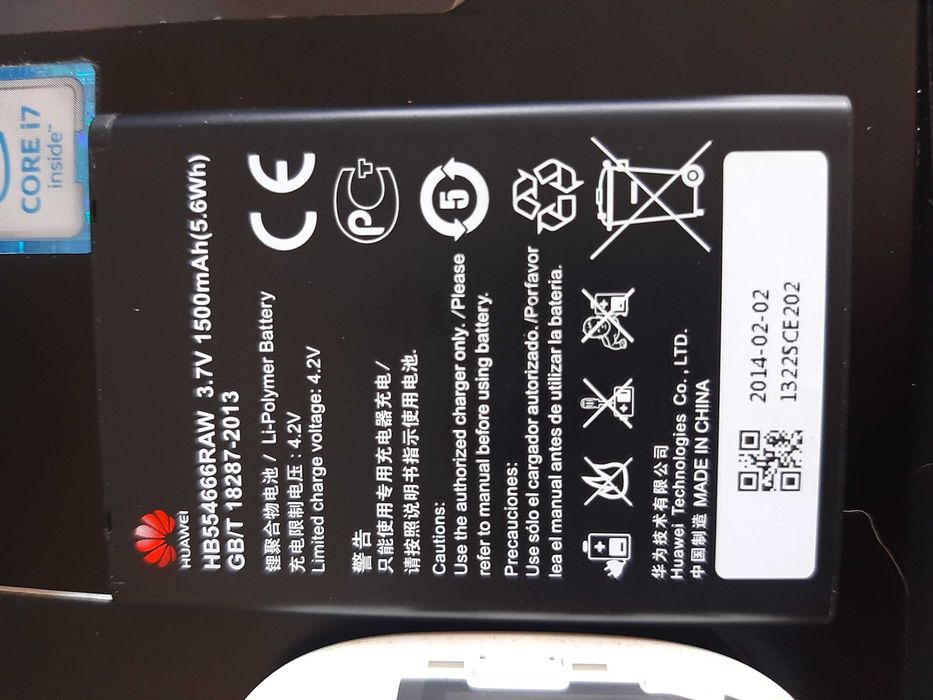 CORE i7
inside™
HUAWEI
HB554666RAW 3.7V 1500mAh(5.6Wh)
GB/T 18287-2013
锂聚合物电池 / Li-Polymer Battery
充电限制电压:4.2V
Limited charge voltage: 4.2V
警告
只能使用专用充电器充电/
请按照说明书指示使用电池.
Cautions:
Use the authorized charger only. /Please
refer to manual before using battery.
Precauciones:
Use sólo el cargador autorizado. /Porfavor
lea el manual antes de utilizar la bateria.
CE
PCT
5
华为技术有限公司
Huawei Technologies Co., LTD.
中国制造 MADE IN CHINA
2014-02-02
1322SCE202